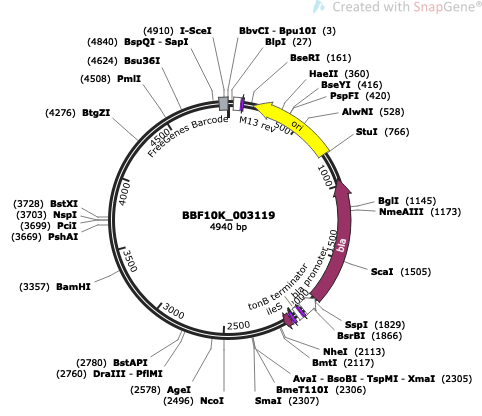 Created with SnapGene®
(4910) I-SceI
BbvCI - Bpu10I (3)
(4840) BspQI - SapI
BlpI (27)
(4624) Bsu36I
BseRI (161)
(4508) PmlI
HaeII (360)
BseYI (416)
PspFI (420)
(4276) BtgZI
AlwNI (528)
StuI (766)
FreeGenes Barcode
M13 rev
ori
4500
500
1000
4000
(3728) BstXI
(3703) NspI
(3699) PciI
(3669) PshAI
BBF10K_003119
4940 bp
BglI (1145)
NmeAIII (1173)
bla
1500
3500
ScaI (1505)
(3357) BamHI
tonB terminator
bla promoter
ileS
3000
2500
SspI (1829)
BsrBI (1866)
NheI (2113)
BmtI (2117)
(2780) BstAPI
(2760) DraIII - PflMI
(2578) AgeI
(2496) NcoI
AvaI - BsoBI - TspMI - XmaI (2305)
BmeT110I (2306)
SmaI (2307)